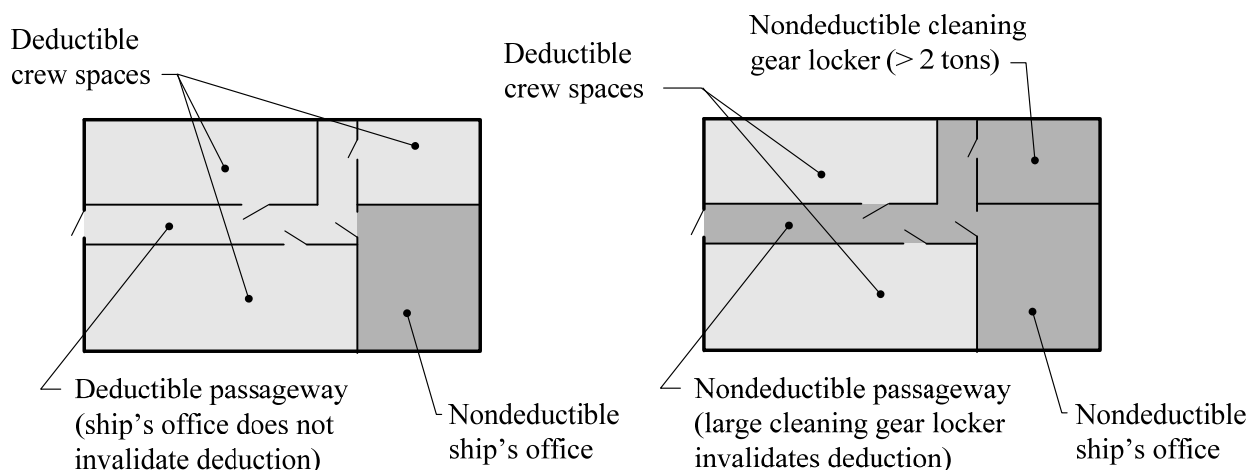 Deductible
crew spaces
Deductible passageway
(ship's office does not
invalidate deduction)
Nondeductible
ship's office
Deductible
crew spaces
Nondeductible cleaning
gear locker (> 2 tons)
Nondeductible passageway
(large cleaning gear locker
invalidates deduction)
Nondeductible
ship's office